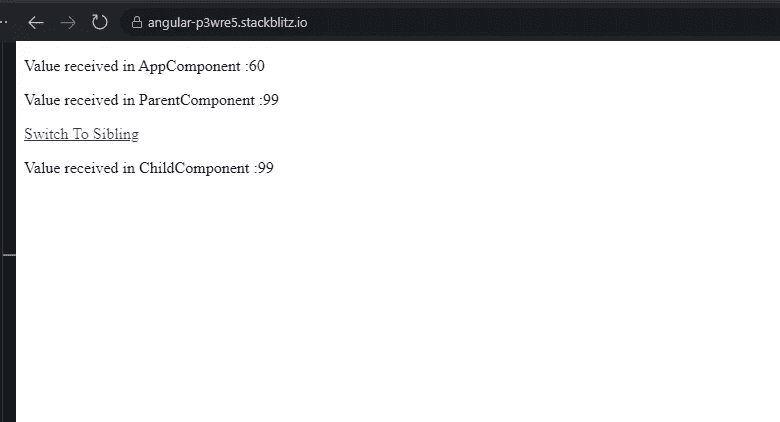 angular-p3wre5.stackblitz.io
Value received in AppComponent :60
Value received in ParentComponent :99
Switch To Sibling
Value received in ChildComponent :99